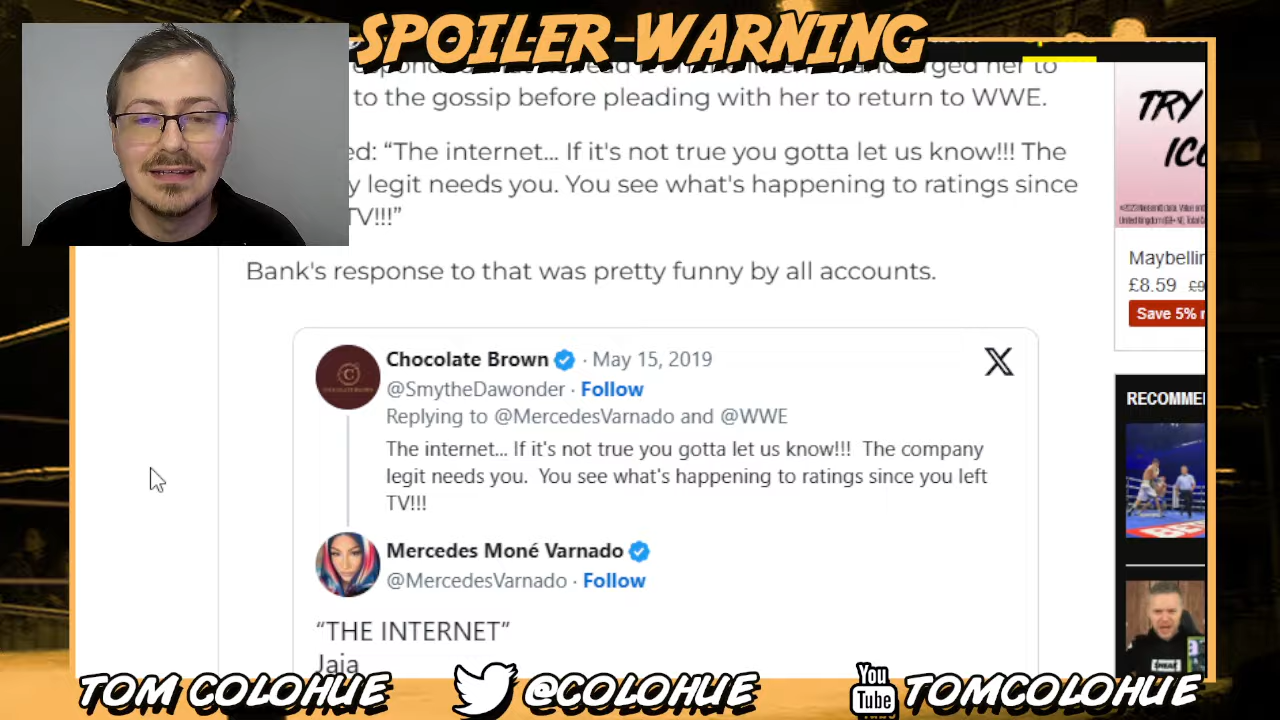 SPOILER-WARNING
to the gossip before pleading with her to return to WWE.
ed: “The internet... If it's not true you gotta let us know!!! The
y legit needs you. You see what's happening to ratings since
TV!!!”
Bank's response to that was pretty funny by all accounts.
Chocolate Brown · May 15, 2019
@SmytheDawonder · Follow
Replying to @MercedesVarnado and @WWE
The internet... If it's not true you gotta let us know!!! The company
legit needs you. You see what's happening to ratings since you left
TV!!!
Mercedes Moné Varnado
@MercedesVarnado · Follow
“THE INTERNET”
TRY
Maybellin
£8.59
Save 5%
RECOMME
TOM COLOHUE
@COLOHUE
You
Tube
TOMCOLOHUE